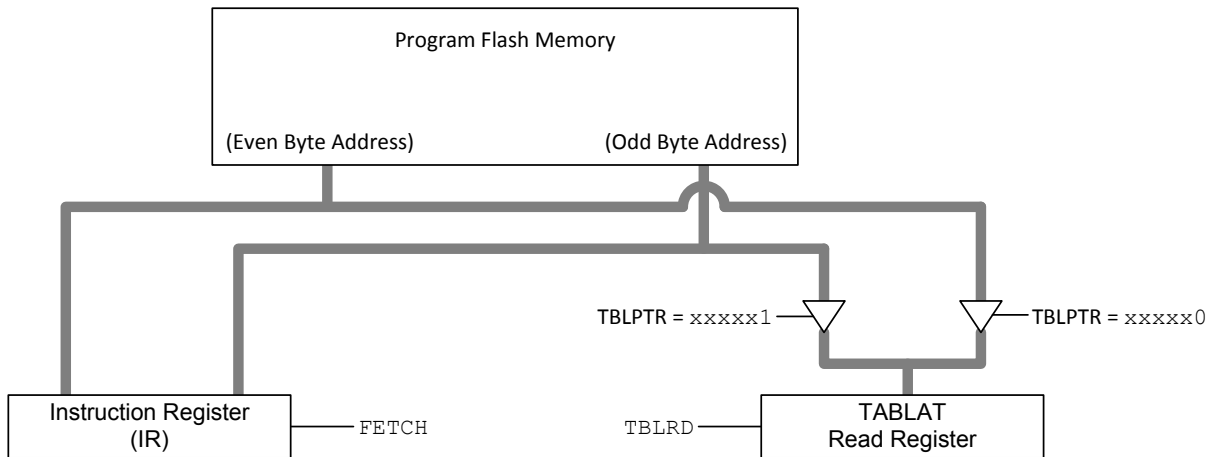 Program Flash Memory
(Even Byte Address)
(Odd Byte Address)
TBLPTR = xxxxx1
TBLPTR = xxxxx0
Instruction Register
(IR)
FETCH
TBLRD
TABLAT
Read Register